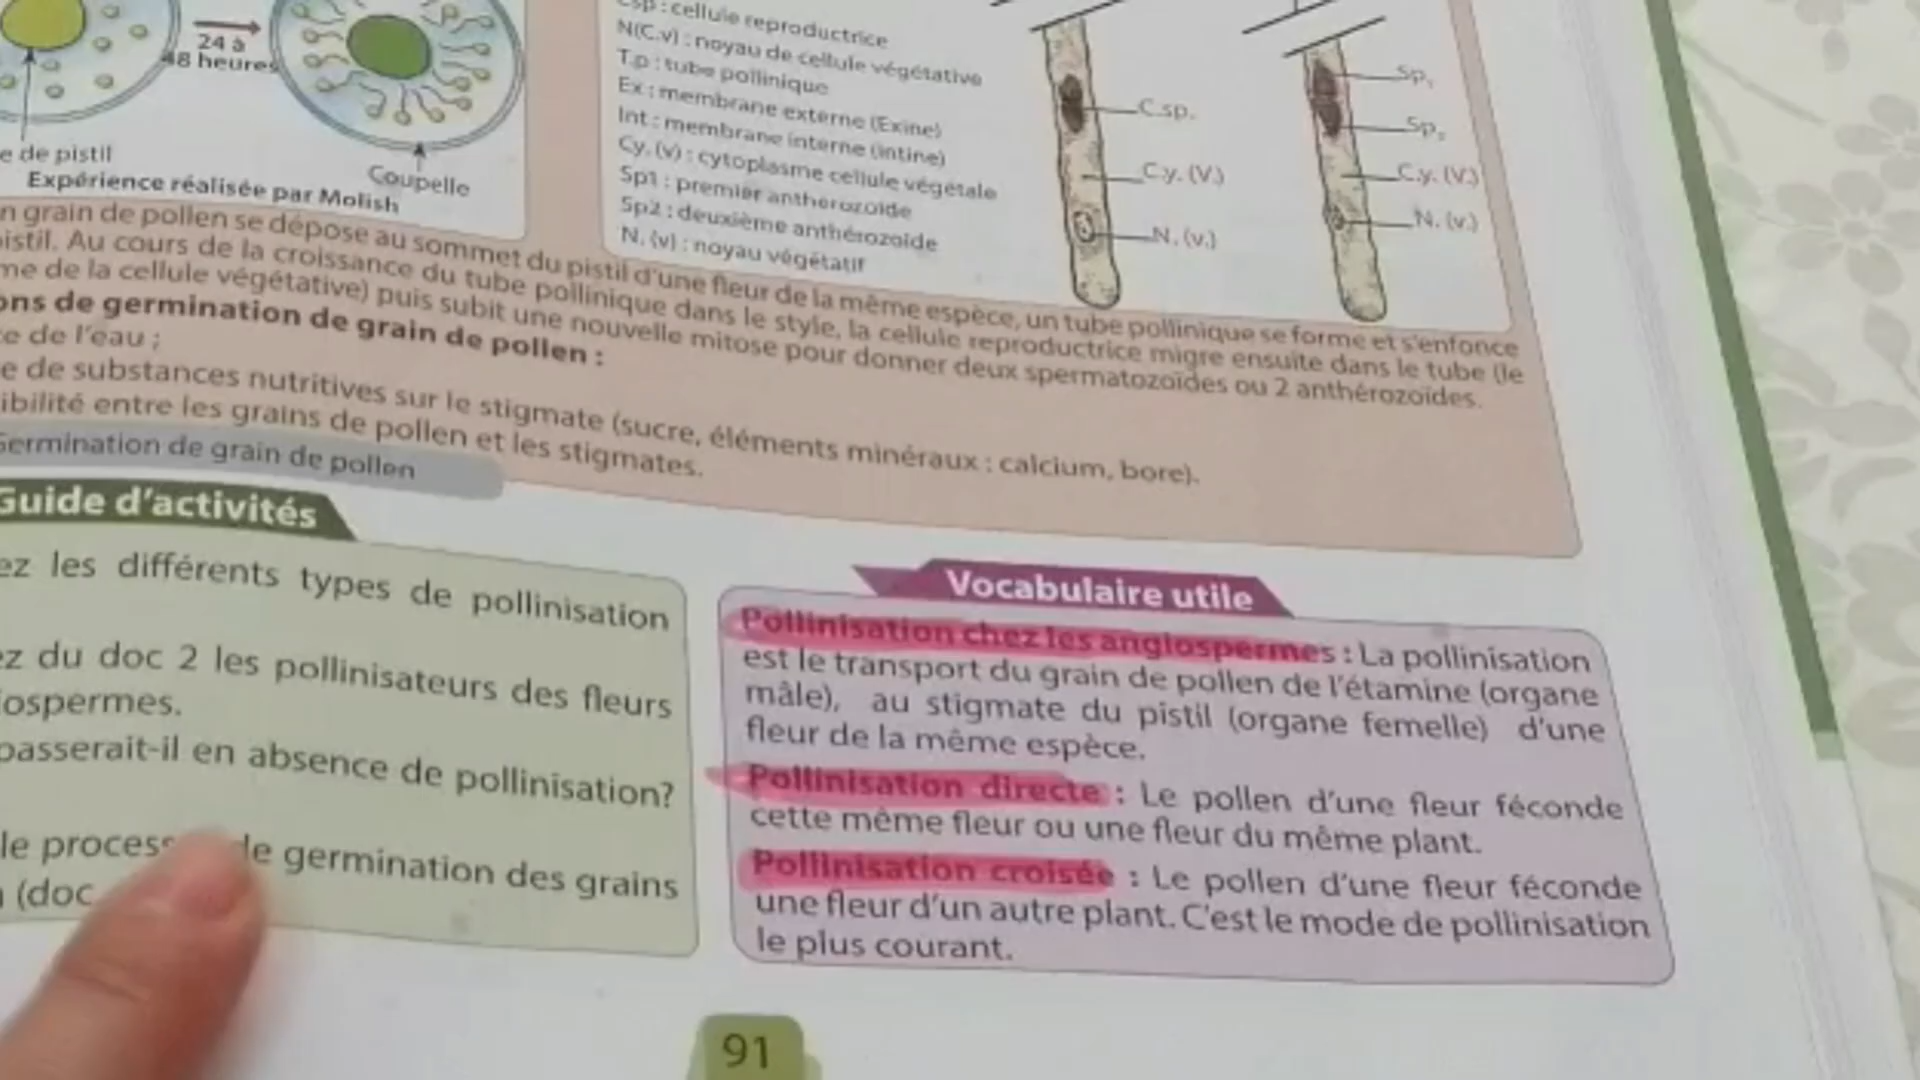 24 à
48 heures
e de pistil
Coupelle
Expérience réalisée par Molish
Csp : cellule reproductrice
N(C.v) : noyau de cellule végétative
T.p : tube pollinique
Ex : membrane externe (Exine)
Int : membrane interne (intine)
Cy. (v) : cytoplasme cellule végétale
Sp1 : premier anthérozoïde
Sp2 : deuxième anthérozoïde
N. (v) : noyau végétatif
C.sp.
C.y. (V.)
N. (v.)
Sp₁
Sp₂
C.y. (V.)
N. (v.)
n grain de pollen se dépose au sommet du pistil d'une fleur de la même espèce, un tube pollinique se forme et s'enfonce
istil. Au cours de la croissance du tube pollinique dans le style, la cellule reproductrice migre ensuite dans le tube (le
me de la cellule végétative) puis subit une nouvelle mitose pour donner deux spermatozoïdes ou 2 anthérozoïdes.
ons de germination de grain de pollen :
e de l'eau ;
e de substances nutritives sur le stigmate (sucre, éléments minéraux : calcium, bore).
ibilité entre les grains de pollen et les stigmates.
Germination de grain de pollen
Guide d'activités
ez les différents types de pollinisation
ez du doc 2 les pollinisateurs des fleurs
iospermes.
passerait-il en absence de pollinisation?
le process de germination des grains
(doc
Vocabulaire utile
Pollinisation chez les angiospermes : La pollinisation
est le transport du grain de pollen de l'étamine (organe
mâle), au stigmate du pistil (organe femelle) d'une
fleur de la même espèce.
Pollinisation directe : Le pollen d'une fleur féconde
cette même fleur ou une fleur du même plant.
Pollinisation croisée : Le pollen d'une fleur féconde
une fleur d'un autre plant. C'est le mode de pollinisation
le plus courant.
91